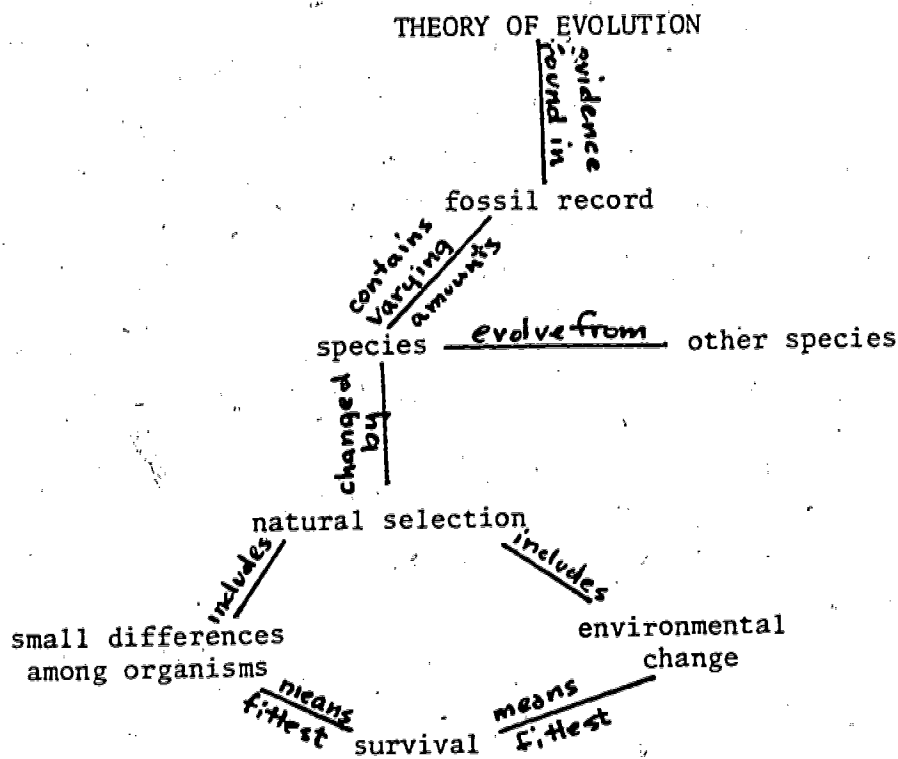 THEORY OF EVOLUTION
evidence
found in
fossil record
contains
varying
amounts
species
evolve from
other species
changed
by
natural selection
includes
includes
small differences
among organisms
environmental
change
means
fittest
means
fittest
survival